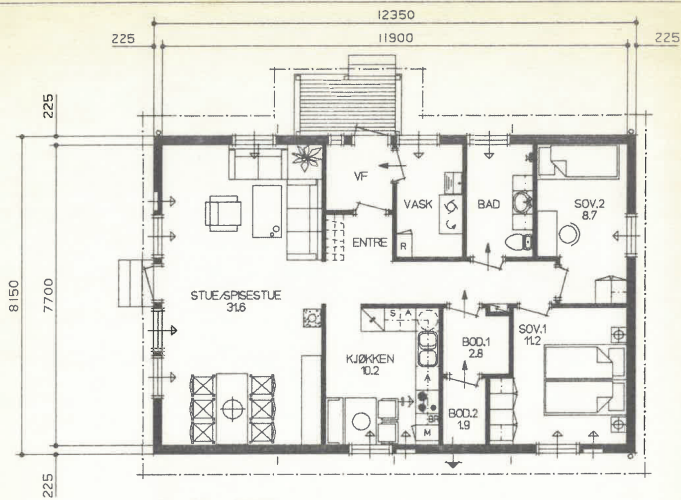 12350
225
11900
225
225
VF
VASK
BAD
SOV.2
8.7
R
ENTRE
8150
7700
STUE/SPISESTUE
31.6
S A
SOV.1
11.2
BOD.1
2.8
KJØKKEN
10.2
A
BOD.2
1.9
BR
M
225